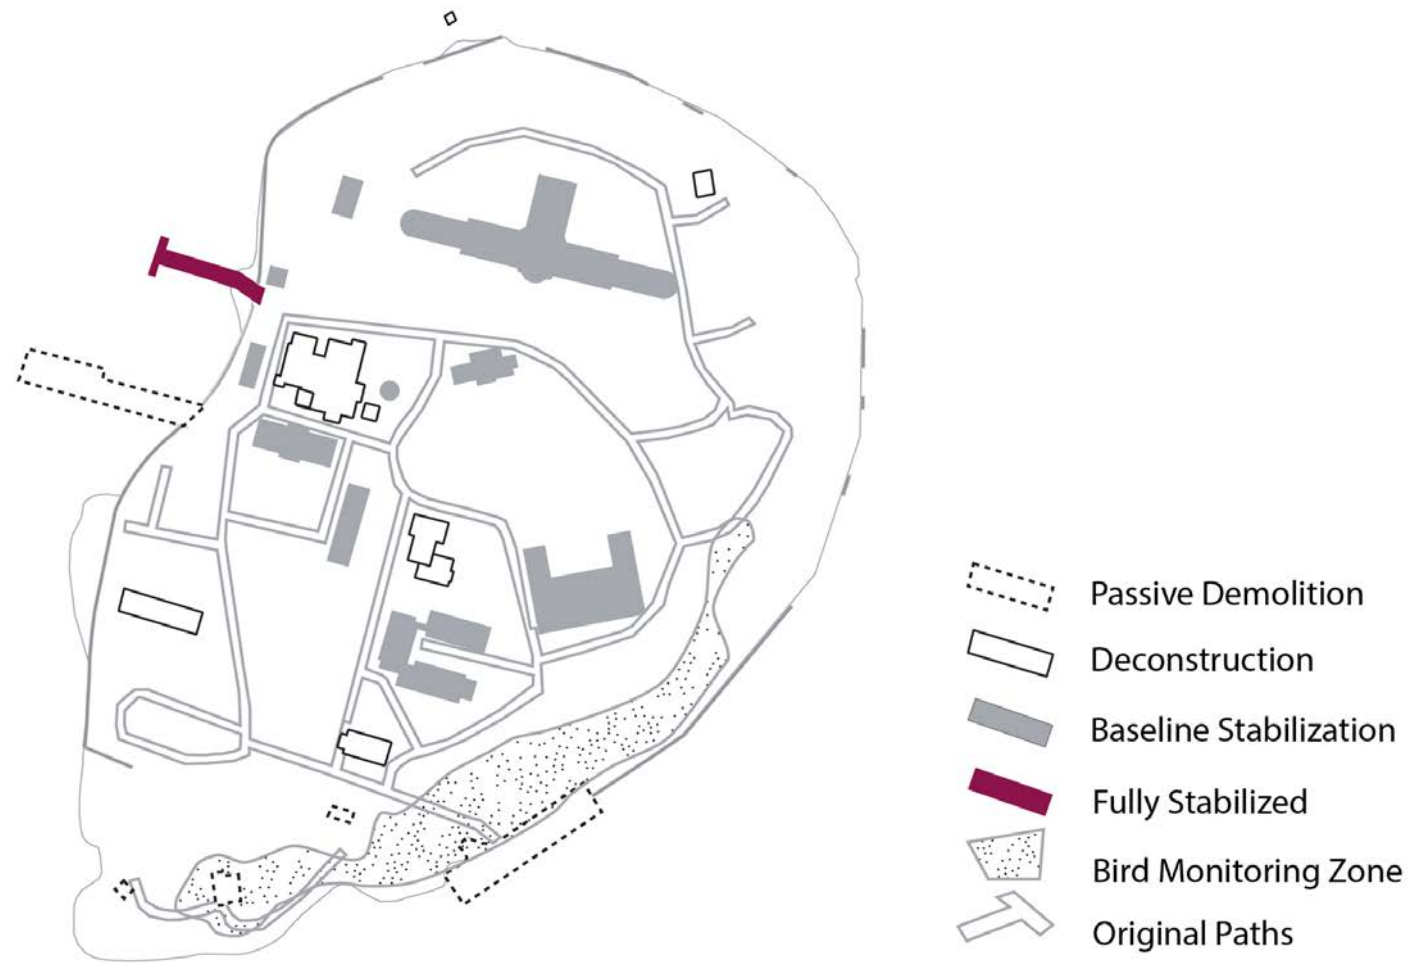 Passive Demolition
Deconstruction
Baseline Stabilization
Fully Stabilized
Bird Monitoring Zone
Original Paths